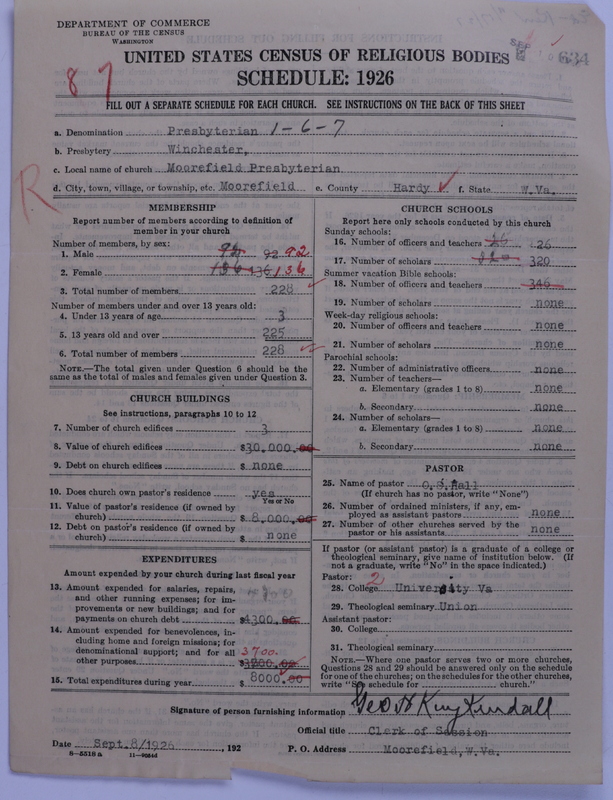 DEPARTMENT OF COMMERCE
BUREAU OF THE CENSUS
WASHINGTON
634
UNITED STATES CENSUS OF RELIGIOUS BODIES
SCHEDULE: 1926
87
FILL OUT A SEPARATE SCHEDULE FOR EACH CHURCH. SEE INSTRUCTIONS ON THE BACK OF THIS SHEET
a. Denomination Presbyterian 1-6-7
b. Presbytery Winchester,
c. Local name of church Moorefield Presbyterian
d. City, town, village, or township, etc. Moorefield e. County Hardy f. State W.Va.
R
MEMBERSHIP
Report number of members according to definition of
member in your church
Number of members, by sex:
1. Male 92 92
2. Female 136 136
3. Total number of members 228
Number of members under and over 13 years old:
4. Under 13 years of age 3
5. 13 years old and over 225
6. Total number of members 228
NOTE.—The total given under Question 6 should be
the same as the total of males and females given under Question 3.
CHURCH BUILDINGS
See instructions, paragraphs 10 to 12
7. Number of church edifices 3
8. Value of church edifices $30,000.00
9. Debt on church edifices $ none
10. Does church own pastor's residence yes
Yes or No
11. Value of pastor's residence (if owned by
church) $ 8,000.00
12. Debt on pastor's residence (if owned by
church) $ none
EXPENDITURES
Amount expended by your church during last fiscal year
13. Amount expended for salaries, repairs,
and other running expenses; for im-
provements or new buildings; and for
payments on church debt $4300.00
14. Amount expended for benevolences, in-
cluding home and foreign missions; for
denominational support; and for all 3700.
other purposes $3700.00
15. Total expenditures during year $ 8000.00
CHURCH SCHOOLS
Report here only schools conducted by this church
Sunday schools:
16. Number of officers and teachers 26
17. Number of scholars 320
Summer vacation Bible schools:
18. Number of officers and teachers 346
19. Number of scholars none
Week-day religious schools:
20. Number of officers and teachers none
21. Number of scholars none
Parochial schools:
22. Number of administrative officers none
23. Number of teachers—
a. Elementary (grades 1 to 8) none
b. Secondary none
24. Number of scholars—
a. Elementary (grades 1 to 8) none
b. Secondary none
PASTOR
25. Name of pastor C.S.Hall
(If church has no pastor, write "None")
26. Number of ordained ministers, if any, em-
ployed as assistant pastors none
27. Number of other churches served by the
pastor or his assistants none
If pastor (or assistant pastor) is a graduate of a college or
theological seminary, give name of institution below. (If
not a graduate, write "No" in the space indicated.)
Pastor: 2
28. College University Va
29. Theological seminary Union
Assistant pastor:
30. College
31. Theological seminary
NOTE.—Where one pastor serves two or more churches,
Questions 28 and 29 should be answered only on the schedule
for one of the churches; on the schedules for the other churches,
write "See schedule for church."
Signature of person furnishing information Geo A Kuykendall
Official title Clerk of Session
Date Sept.8/1926, 192 P. O. Address Moorefield,W.Va.
8—5518a